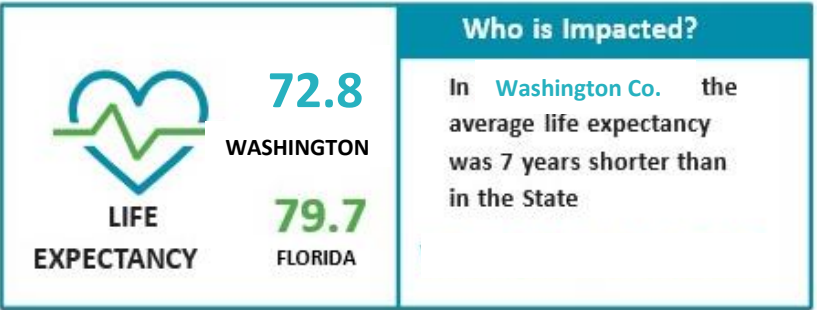 72.8
WASHINGTON
LIFE
EXPECTANCY
79.7
FLORIDA
Who is Impacted?
In Washington Co. the
average life expectancy
was 7 years shorter than
in the State